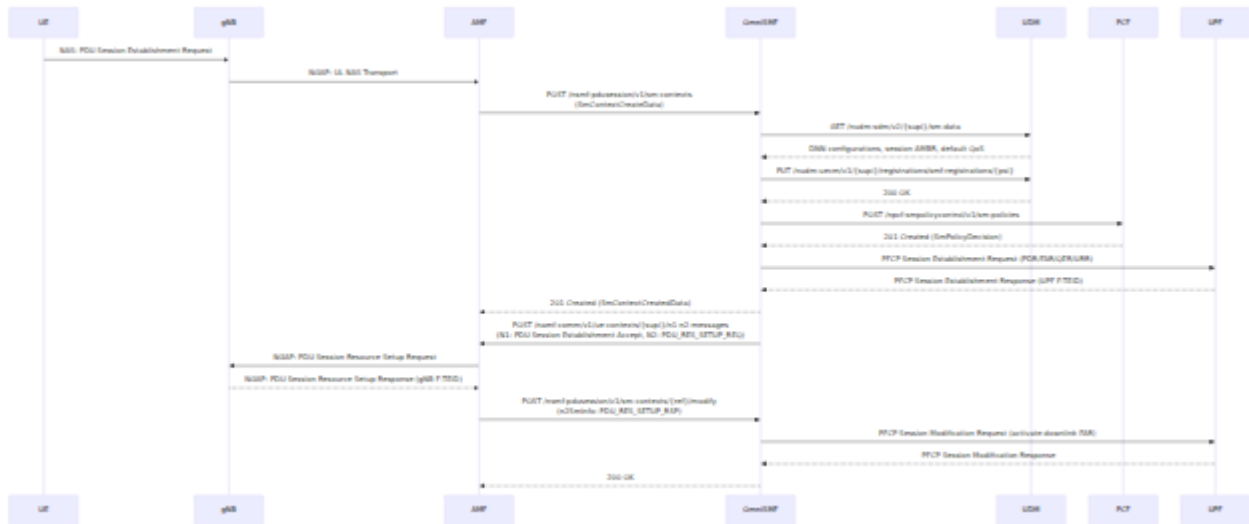 UE gNB AMF OmniSMF UDM PCF UPF
NAS: PDU Session Establishment Request
NGAP: UL NAS Transport
POST /nsmf-pdusession/v1/sm-contexts
(SmContextCreateData)
GET /nudm-sdm/v2/{supi}/sm-data
DNN configurations, session AMBR, default QoS
PUT /nudm-uecm/v1/{supi}/registrations/smf-registrations/{psi}
200 OK
POST /npcf-smpolicycontrol/v1/sm-policies
201 Created (SmPolicyDecision)
PFCP Session Establishment Request (PDR/FAR/QER/URR)
PFCP Session Establishment Response (UPF F-TEID)
201 Created (SmContextCreatedData)
POST /namf-comm/v1/ue-contexts/{supi}/n1-n2-messages
(N1: PDU Session Establishment Accept, N2: PDU_RES_SETUP_REQ)
NGAP: PDU Session Resource Setup Request
NGAP: PDU Session Resource Setup Response (gNB F-TEID)
POST /nsmf-pdusession/v1/sm-contexts/{ref}/modify
(n2SmInfo: PDU_RES_SETUP_RSP)
PFCP Session Modification Request (activate downlink FAR)
PFCP Session Modification Response
200 OK
UE gNB AMF OmniSMF UDM PCF UPF